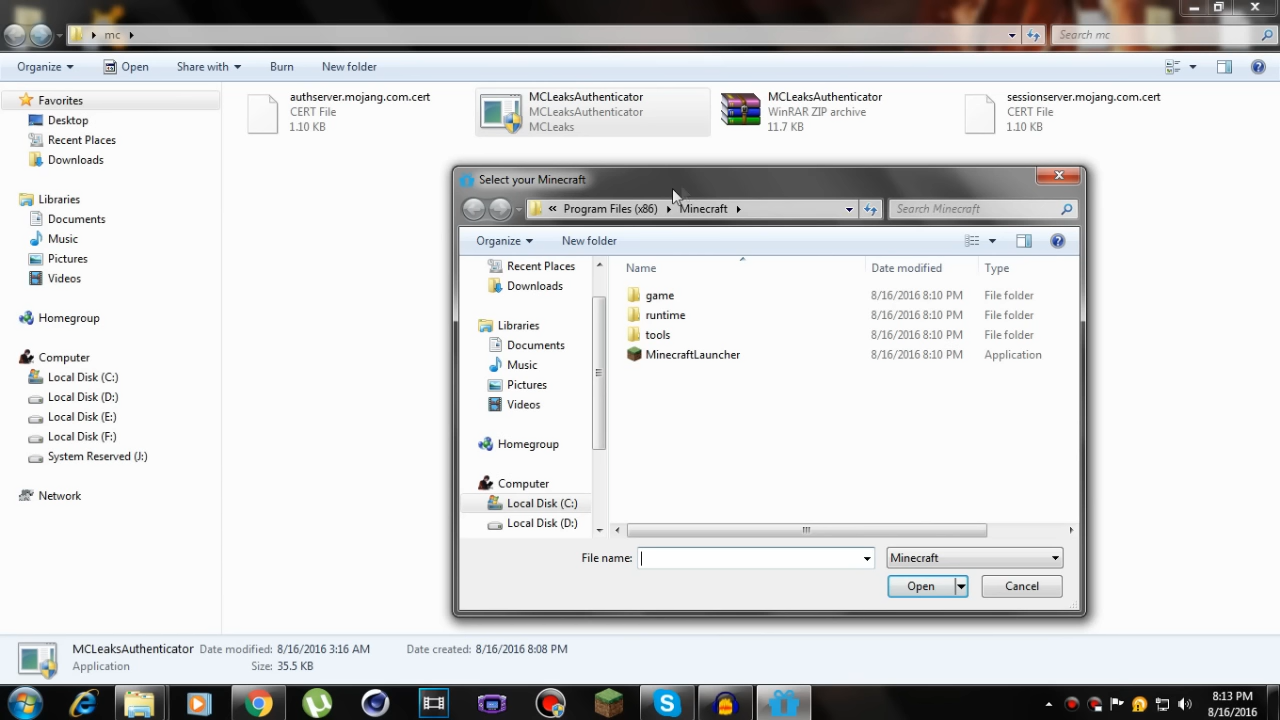 mc
Search mc
Organize
Open
Share with
Burn
New folder
Favorites
Desktop
Recent Places
Downloads
Libraries
Documents
Music
Pictures
Videos
Homegroup
Computer
Local Disk (C:)
Local Disk (D:)
Local Disk (E:)
Local Disk (F:)
System Reserved (J:)
Network
authserver.mojang.com.cert
CERT File
1.10 KB
MCLeaksAuthenticator
MCLeaksAuthenticator
MCLeaks
MCLeaksAuthenticator
WinRAR ZIP archive
11.7 KB
sessionserver.mojang.com.cert
CERT File
1.10 KB
Select your Minecraft
« Program Files (x86)
Minecraft
Search Minecraft
Organize
New folder
Recent Places
Downloads
Libraries
Documents
Music
Pictures
Videos
Homegroup
Computer
Local Disk (C:)
Local Disk (D:)
Name Date modified Type
game 8/16/2016 8:10 PM File folder
runtime 8/16/2016 8:10 PM File folder
tools 8/16/2016 8:10 PM File folder
MinecraftLauncher 8/16/2016 8:10 PM Application
File name:
Minecraft
Open
Cancel
MCLeaksAuthenticator Date modified: 8/16/2016 3:16 AM Date created: 8/16/2016 8:08 PM
Application Size: 35.5 KB
8:13 PM
8/16/2016